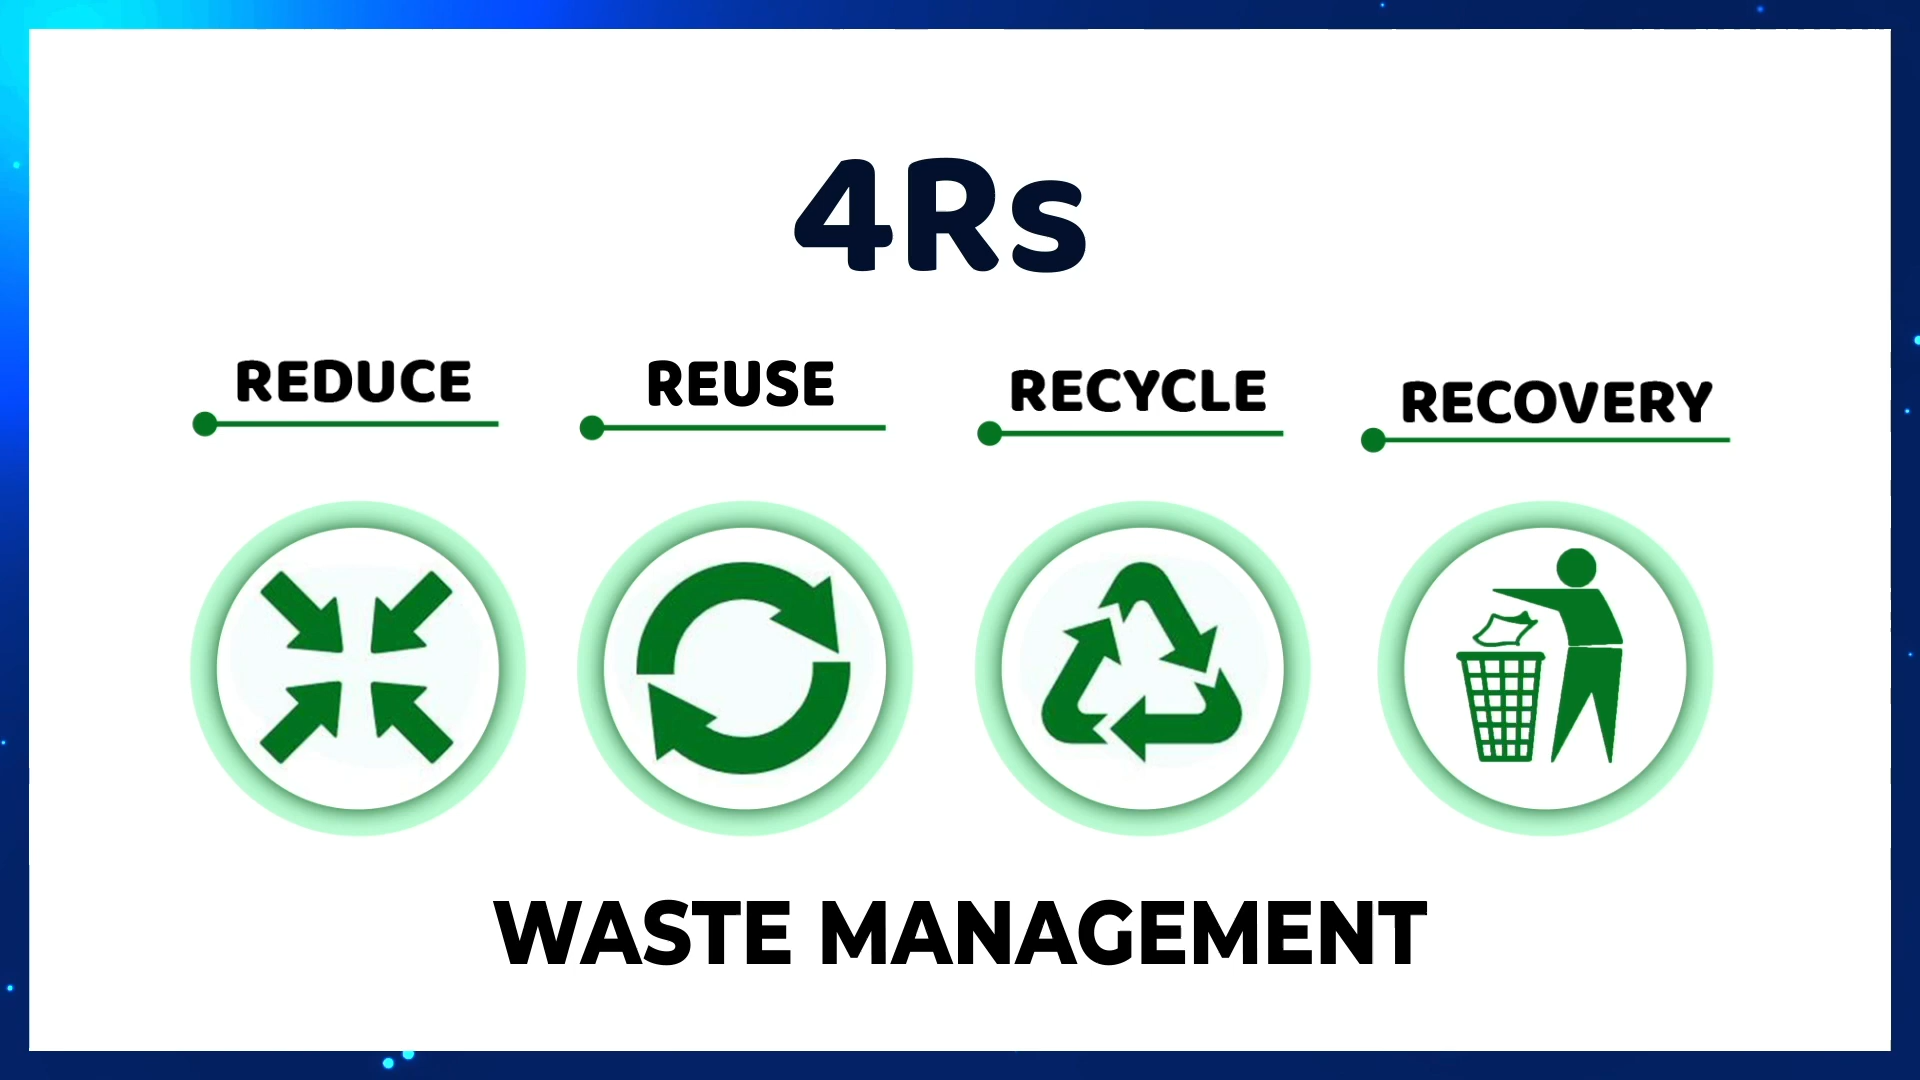 4Rs
REDUCE
REUSE
RECYCLE
RECOVERY
WASTE MANAGEMENT